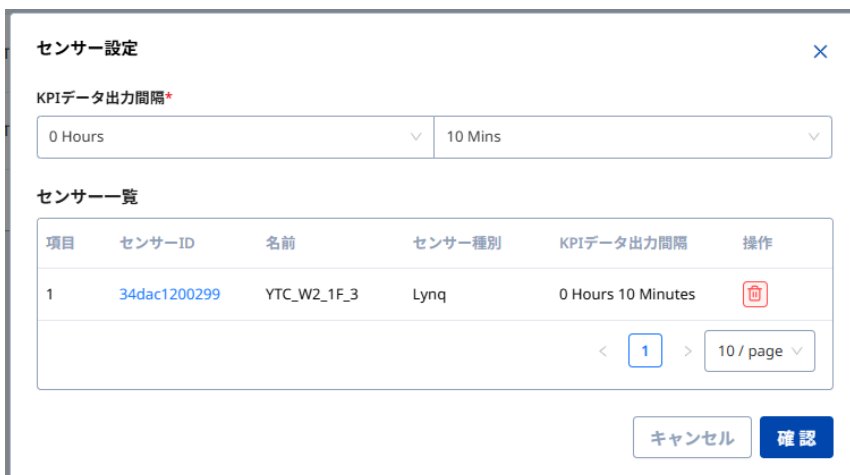 センサー設定
KPIデータ出力間隔*
0 Hours 10 Mins
センサー一覧
項目 センサーID 名前 センサー種別 KPIデータ出力間隔 操作
1 34dac1200299 YTC_W2_1F_3 Lynq 0 Hours 10 Minutes
< 1 > 10 / page
キャンセル 確認